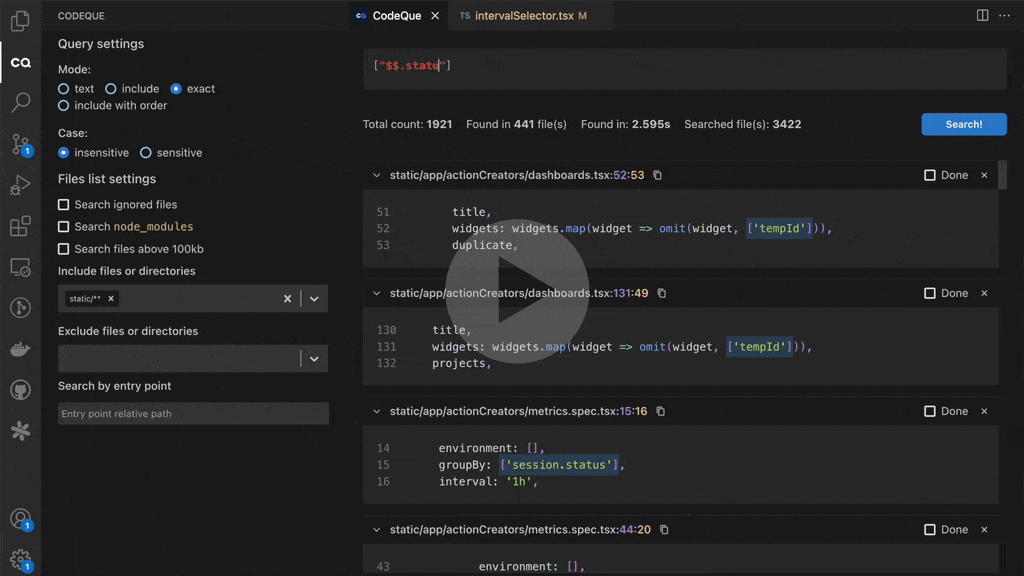 CODEQUE
CodeQue
TS intervalSelector.tsx M
Query settings
Mode:
text
include
exact
include with order
Case:
insensitive
sensitive
Files list settings
Search ignored files
Search node_modules
Search files above 100kb
Include files or directories
static/**
Exclude files or directories
Search by entry point
Entry point relative path
1
1
1
["$$.statu"]
Total count: 1921 Found in 441 file(s) Found in: 2.595s Searched file(s): 3422
Search!
static/app/actionCreators/dashboards.tsx:52:53
Done
51 title,
52 widgets: widgets.map(widget => omit(widget, ['tempId'])),
53 duplicate,
static/app/actionCreators/dashboards.tsx:131:49
Done
130 title,
131 widgets: widgets.map(widget => omit(widget, ['tempId'])),
132 projects,
static/app/actionCreators/metrics.spec.tsx:15:16
Done
14 environment: [],
15 groupBy: ['session.status'],
16 interval: '1h',
static/app/actionCreators/metrics.spec.tsx:44:20
Done
43 environment: [],